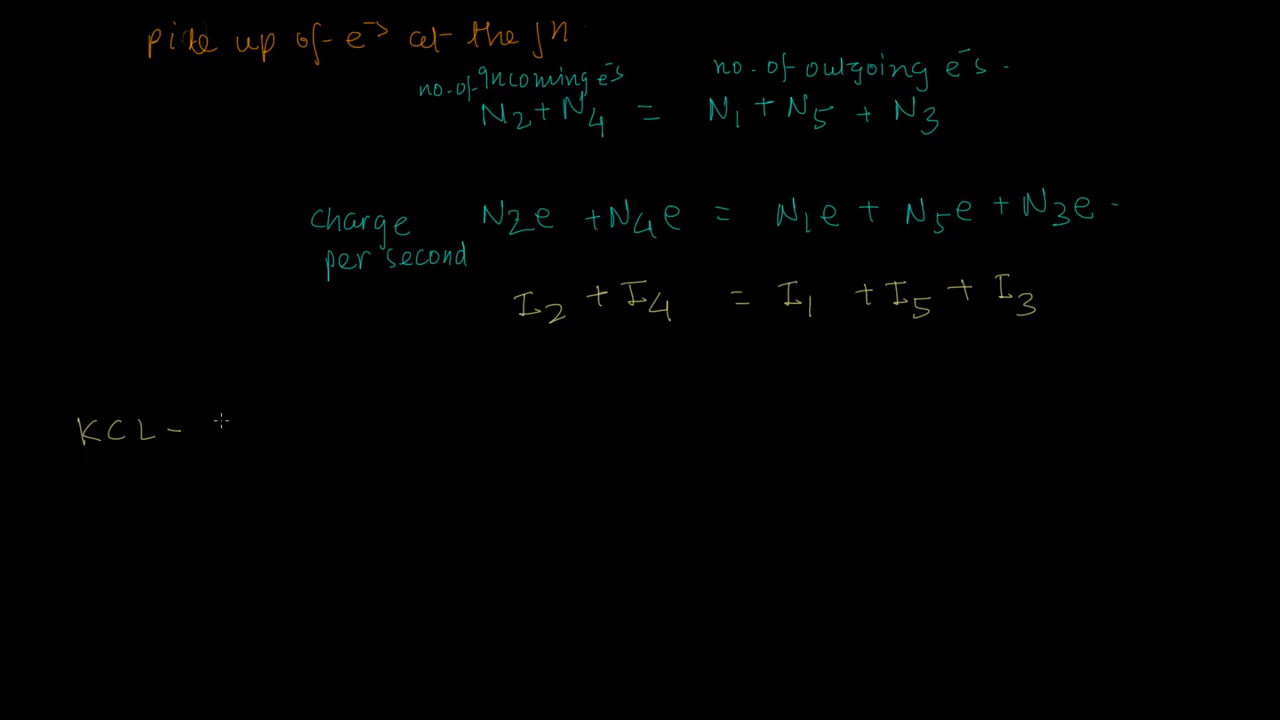 pile up of e⁻s at the jn
no. of incoming e⁻s no. of outgoing e⁻s.
N₂ + N₄ = N₁ + N₅ + N₃
charge per second N₂e + N₄e = N₁e + N₅e + N₃e.
I₂ + I₄ = I₁ + I₅ + I₃
KCL -